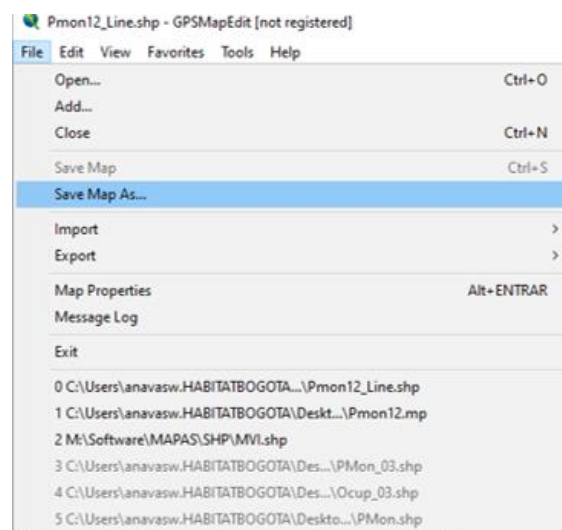 Pmon12_Line.shp - GPSMapEdit [not registered]
File Edit View Favorites Tools Help
Open... Ctrl+O
Add...
Close Ctrl+N
Save Map Ctrl+S
Save Map As...
Import >
Export >
Map Properties Alt+ENTRAR
Message Log
Exit
0 C:\Users\anavasw.HABITATBOGOTA...\Pmon12_Line.shp
1 C:\Users\anavasw.HABITATBOGOTA\Deskt...\Pmon12.mp
2 M:\Software\MAPAS\SHP\MVI.shp
3 C:\Users\anavasw.HABITATBOGOTA\Des...\PMon_03.shp
4 C:\Users\anavasw.HABITATBOGOTA\Des...\Ocup_03.shp
5 C:\Users\anavasw.HABITATBOGOTA\Deskto...\PMon.shp